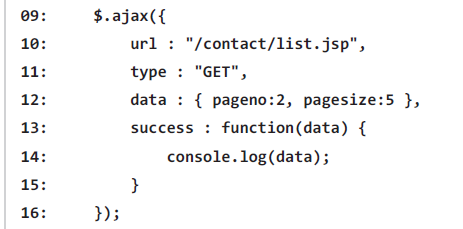 09:     $.ajax({
10:         url : "/contact/list.jsp",
11:         type : "GET",
12:         data : { pageno:2, pagesize:5 },
13:         success : function(data) {
14:             console.log(data);
15:         }
16:     });